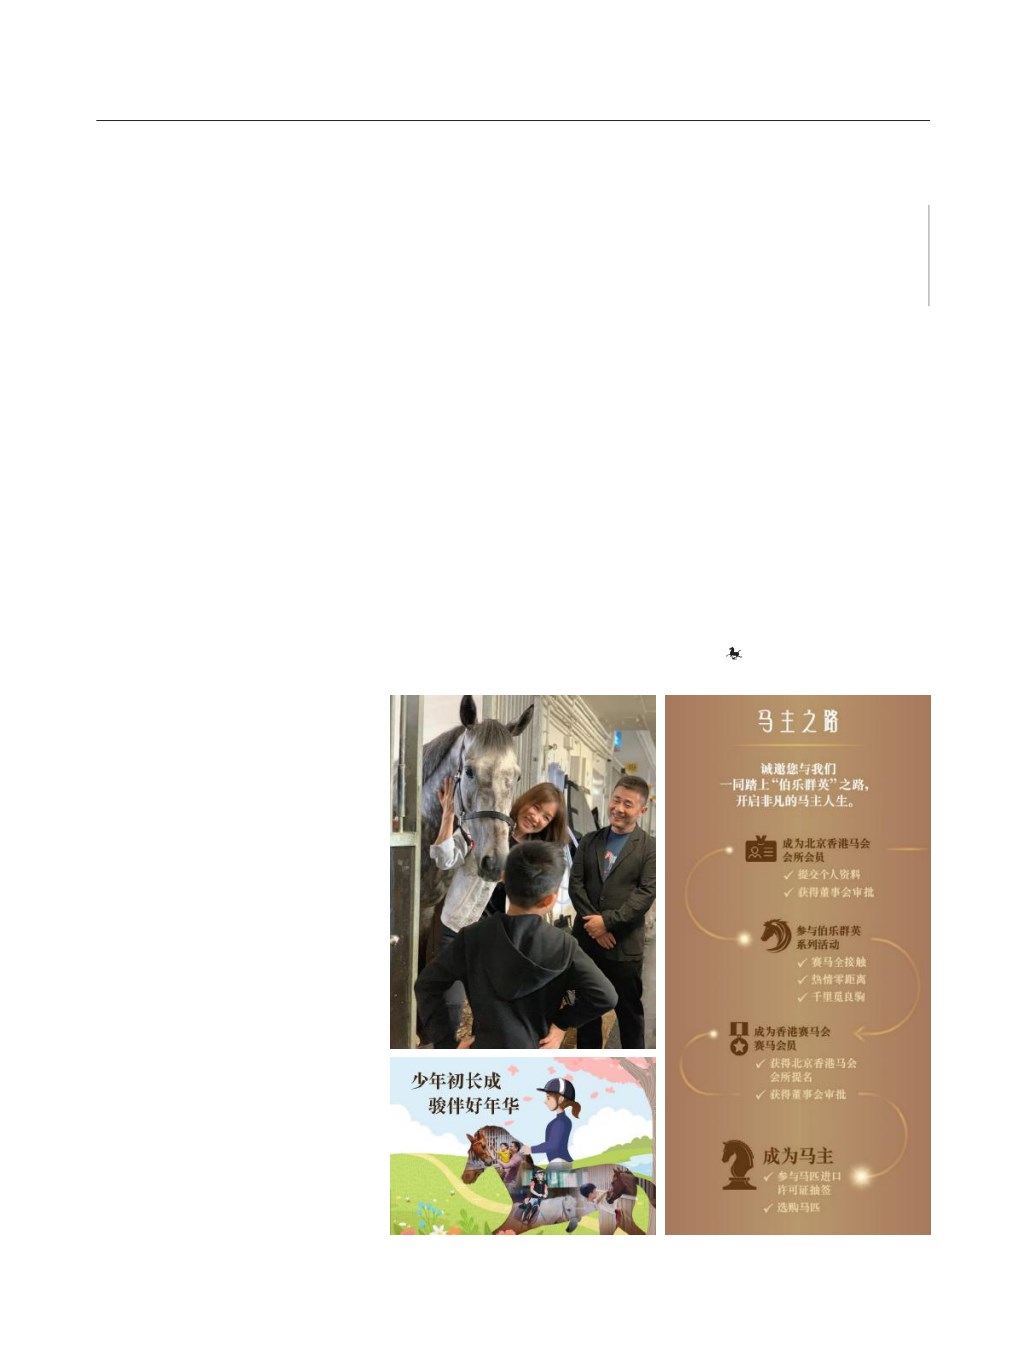 少年初长成
骏伴好年华
马主之路
诚邀您与我们
一同踏上“伯乐群英”之路，
开启非凡的马主人生。
成为北京香港马会
会所会员
提交个人资料
获得董事会审批
参与伯乐群英
系列活动
赛马全接触
热情零距离
千里觅良驹
成为香港赛马会
赛马会员
获得北京香港马会
会所提名
获得董事会审批
成为马主
参与马匹进口
许可证抽签
选购马匹